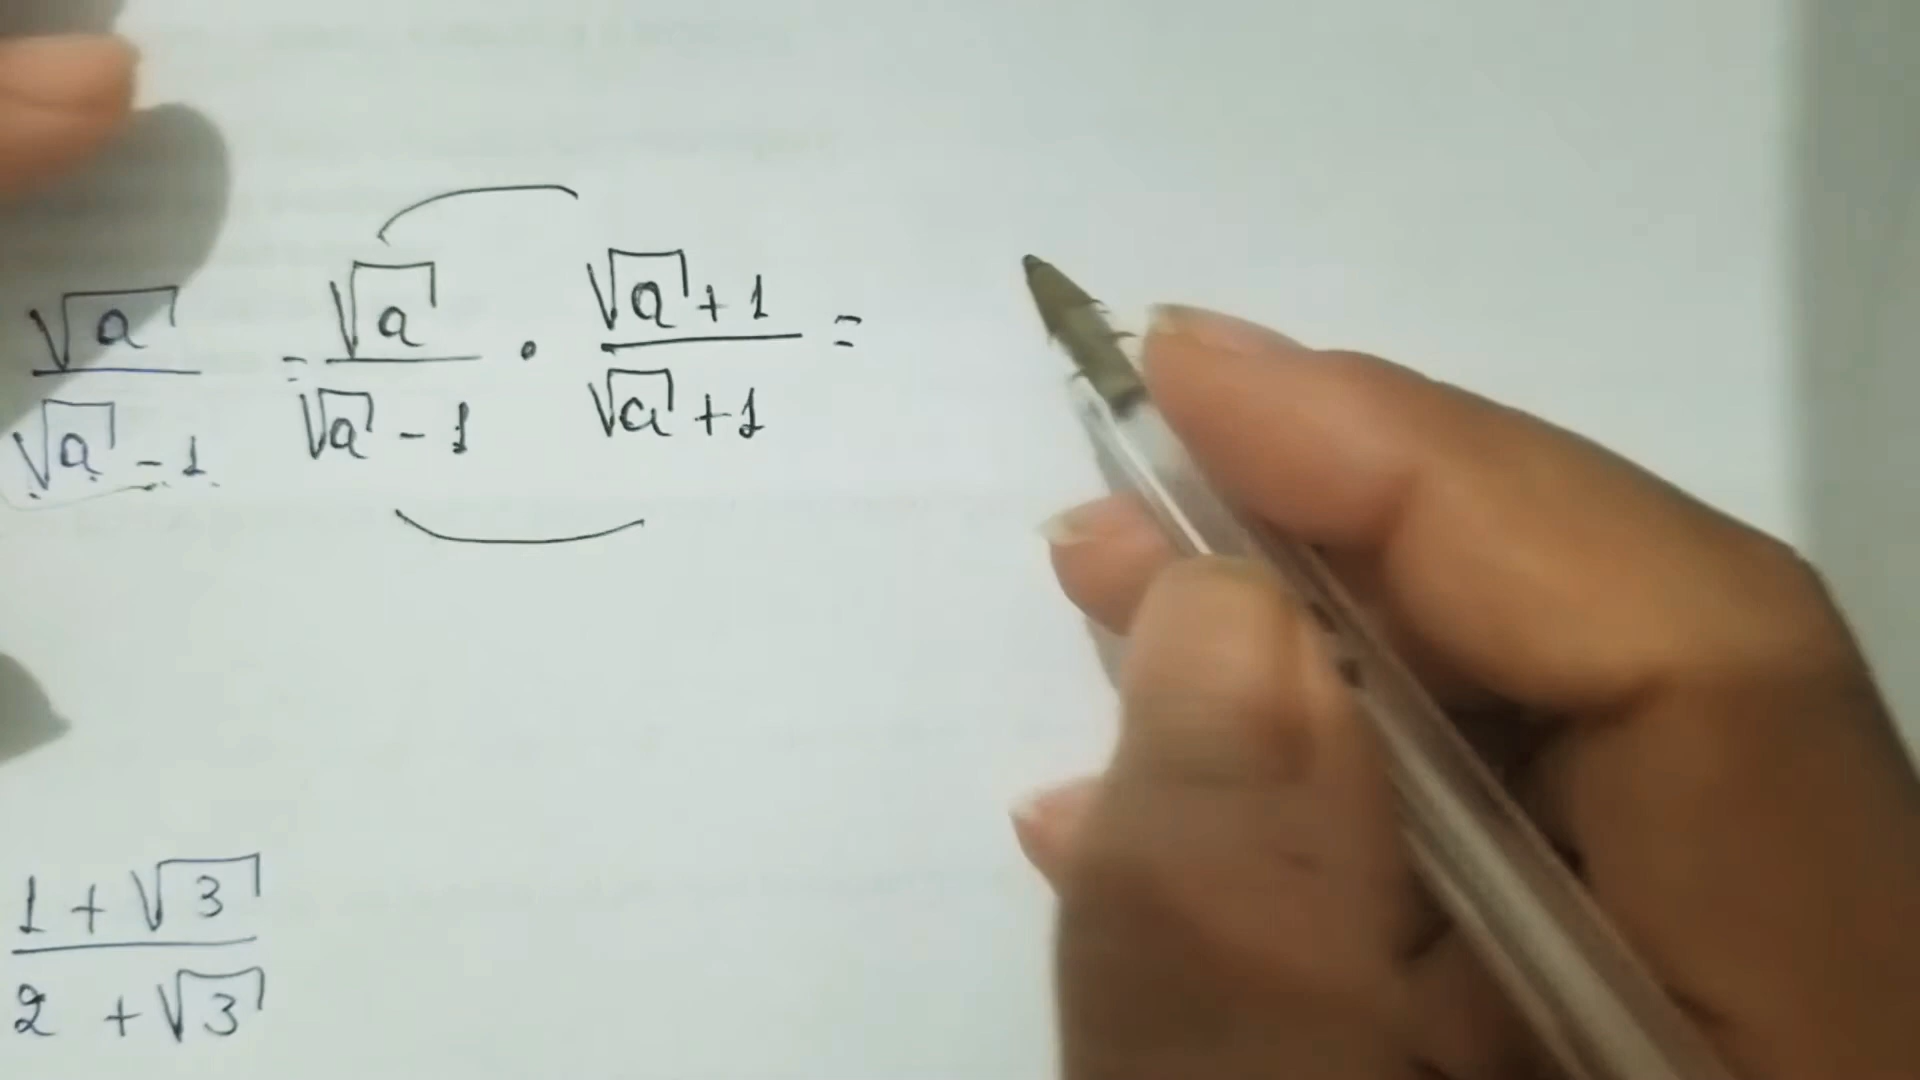 √a / √a - 1 = √a / √a - 1 · √a + 1 / √a + 1 =
1 + √3 / 2 + √3